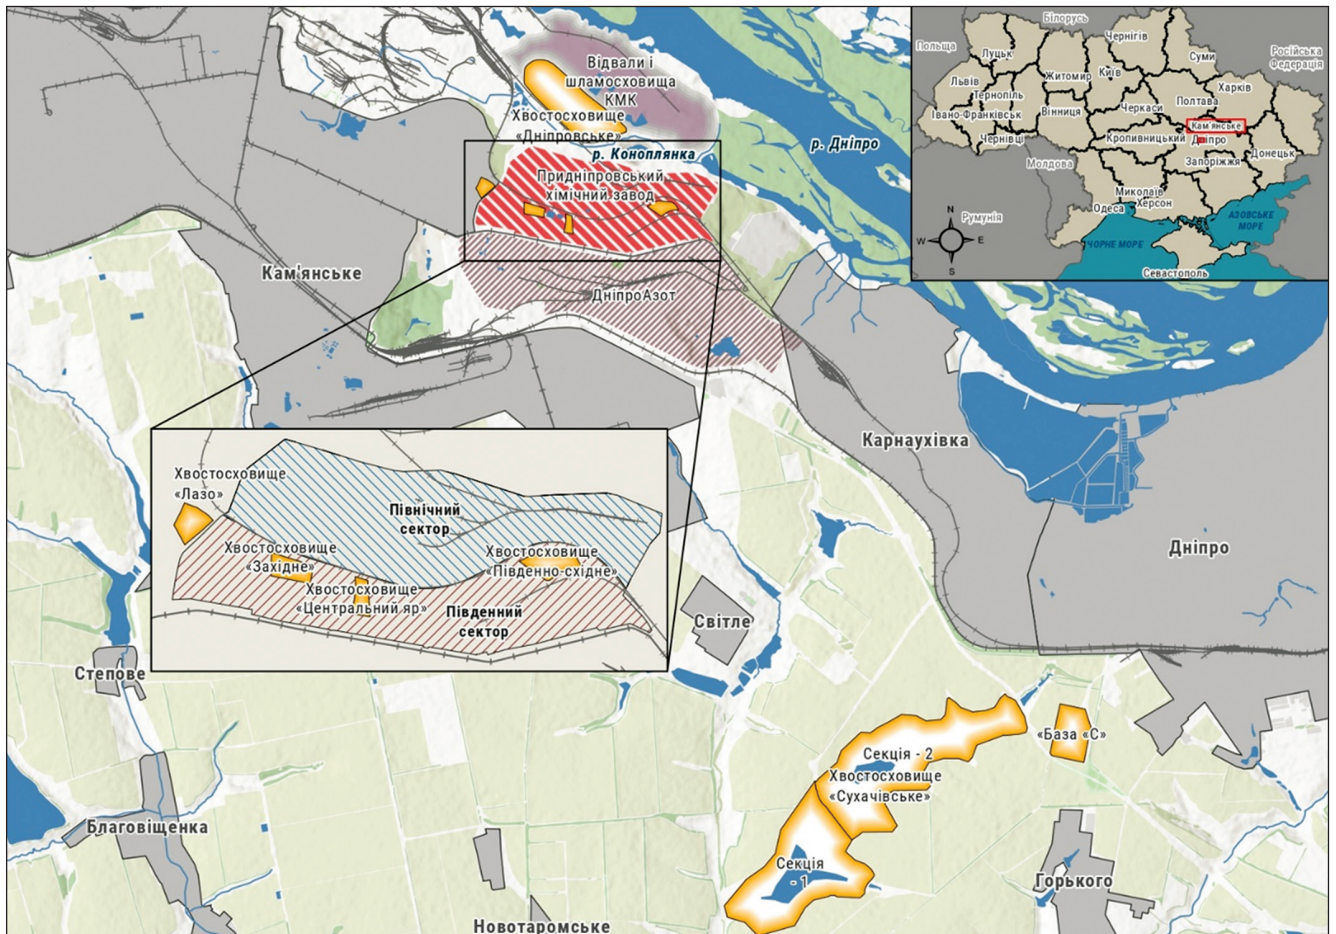 Відвали і
шламосховища
КМК
Хвостосховище
«Дніпровське»
р. Коноплянка
р. Дніпро
Придніпровський
хімічний завод
Кам'янське
ДніпроАзот
Карнаухівка
Дніпро
Хвостосховище
«Лазо»
Північний
сектор
Хвостосховище
«Західне»
Хвостосховище
«Південно-східне»
Хвостосховище
«Центральний яр»
Південний
сектор
Світле
Степове
«База «С»
Секція - 2
Хвостосховище
«Сухачівське»
Секція
- 1
Благовіщенка
Горького
Новотаромське
Білорусь
Польща
Чернігів
Російська
Федерація
Луцьк
Суми
Житомир
Київ
Львів
Харків
Тернопіль
Полтава
Черкаси
Івано-Франківськ
Вінниця
Кам'янське
Чернівці
Кропивницький
Дніпро
Донецьк
Молдова
Запоріжжя
Миколаїв
Херсон
Одеса
Румунія
АЗОВСЬКЕ
МОРЕ
ЧОРНЕ МОРЕ
Севастополь
N
W
E
S